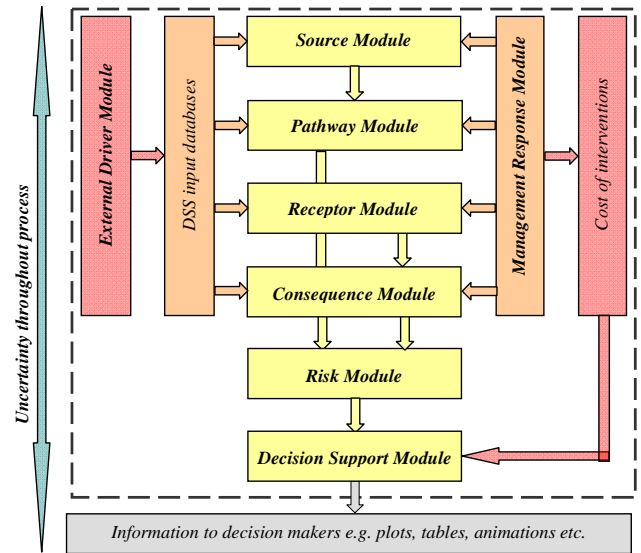 Uncertainty throughout process
External Driver Module
DSS input databases
Source Module
Pathway Module
Receptor Module
Consequence Module
Risk Module
Decision Support Module
Management Response Module
Cost of interventions
Information to decision makers e.g. plots, tables, animations etc.